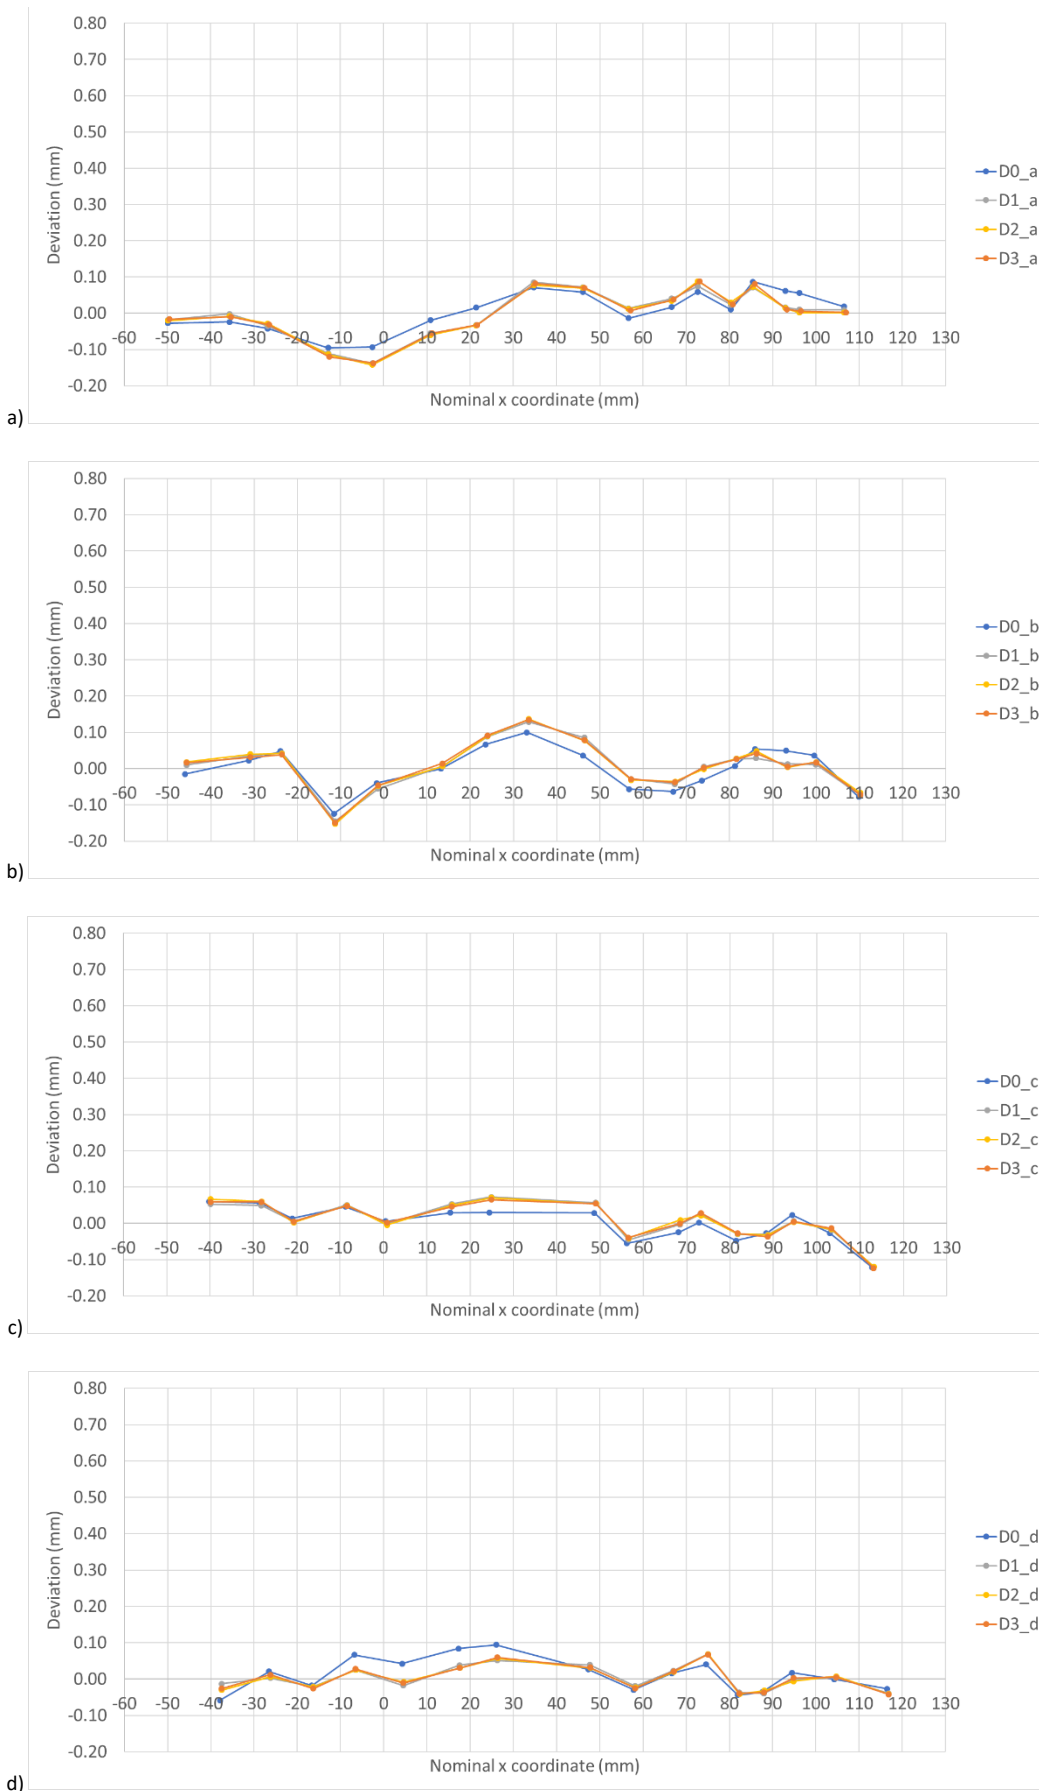 0.80
0.70
0.60
0.50
0.40
0.30
0.20
0.10
0.00
-0.10
-0.20
-60 -50 -40 -30 -20 -10 0 10 20 30 40 50 60 70 80 90 100 110 120 130
Deviation (mm)
Nominal x coordinate (mm)
D0_a
D1_a
D2_a
D3_a
a)
0.80
0.70
0.60
0.50
0.40
0.30
0.20
0.10
0.00
-0.10
-0.20
-60 -50 -40 -30 -20 -10 0 10 20 30 40 50 60 70 80 90 100 110 120 130
Deviation (mm)
Nominal x coordinate (mm)
D0_b
D1_b
D2_b
D3_b
b)
0.80
0.70
0.60
0.50
0.40
0.30
0.20
0.10
0.00
-0.10
-0.20
-60 -50 -40 -30 -20 -10 0 10 20 30 40 50 60 70 80 90 100 110 120 130
Deviation (mm)
Nominal x coordinate (mm)
D0_c
D1_c
D2_c
D3_c
c)
0.80
0.70
0.60
0.50
0.40
0.30
0.20
0.10
0.00
-0.10
-0.20
-60 -50 -40 -30 -20 -10 0 10 20 30 40 50 60 70 80 90 100 110 120 130
Deviation (mm)
Nominal x coordinate (mm)
D0_d
D1_d
D2_d
D3_d
d)